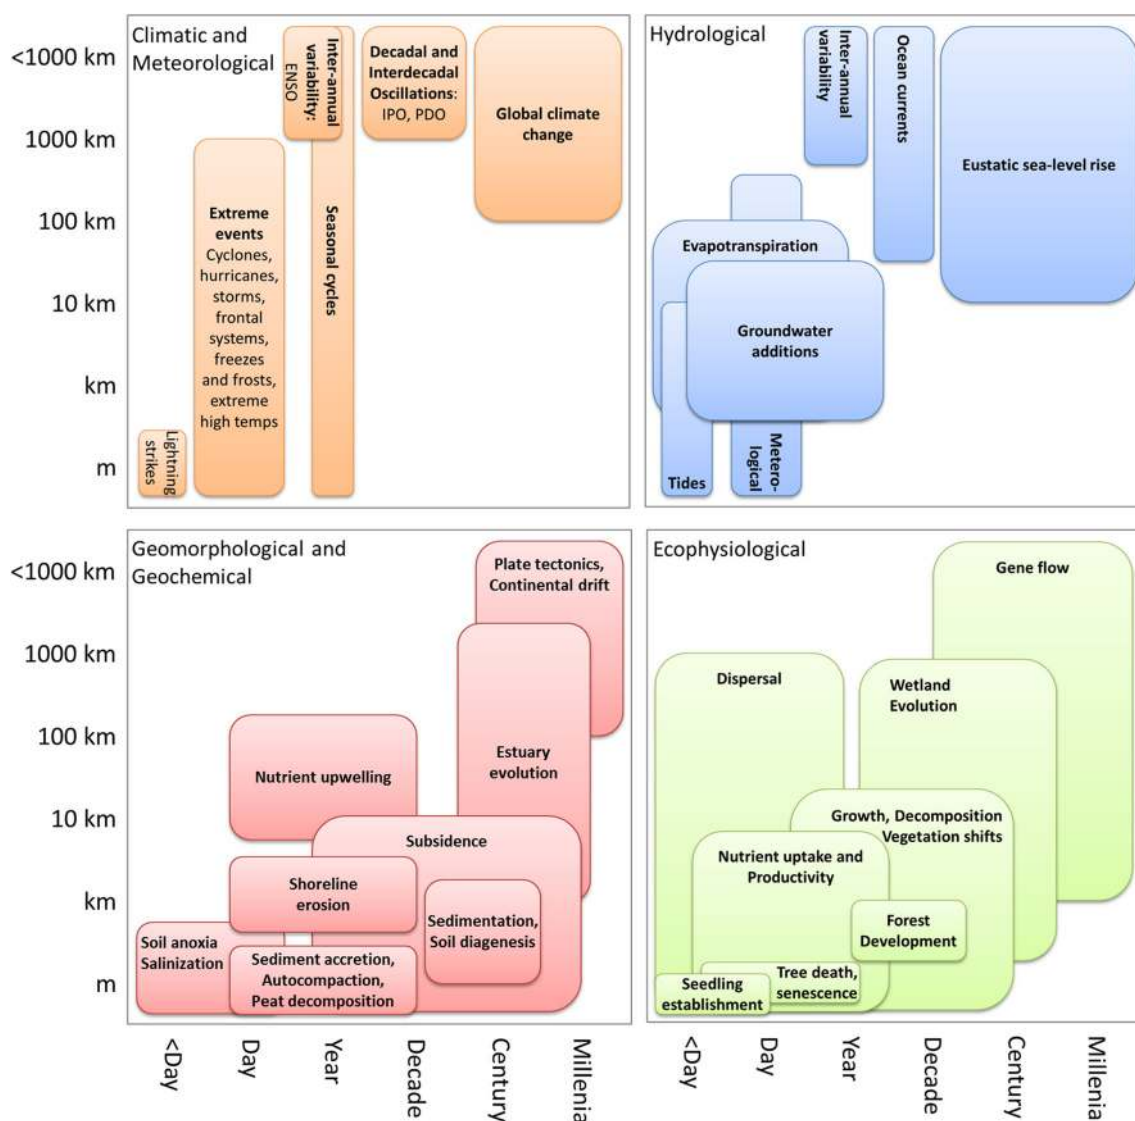 Climatic and
Meteorological
<1000 km
1000 km
100 km
10 km
km
m
Lightning
strikes
Extreme
events
Cyclones,
hurricanes,
storms,
frontal
systems,
freezes
and frosts,
extreme
high temps
Inter-annual
variability:
ENSO
Seasonal cycles
Decadal and
Interdecadal
Oscillations:
IPO, PDO
Global climate
change
Hydrological
Inter-annual
variability
Ocean currents
Eustatic sea-level rise
Evapotranspiration
Groundwater
additions
Tides
Metero-
logical
Geomorphological and
Geochemical
<1000 km
1000 km
100 km
10 km
km
m
Plate tectonics,
Continental drift
Estuary
evolution
Nutrient upwelling
Subsidence
Shoreline
erosion
Sedimentation,
Soil diagenesis
Soil anoxia
Salinization
Sediment accretion,
Autocompaction,
Peat decomposition
Ecophysiological
Gene flow
Dispersal
Wetland
Evolution
Growth, Decomposition
Vegetation shifts
Nutrient uptake and
Productivity
Forest
Development
Tree death,
senescence
Seedling
establishment
<Day
Day
Year
Decade
Century
Millenia
<Day
Day
Year
Decade
Century
Millenia